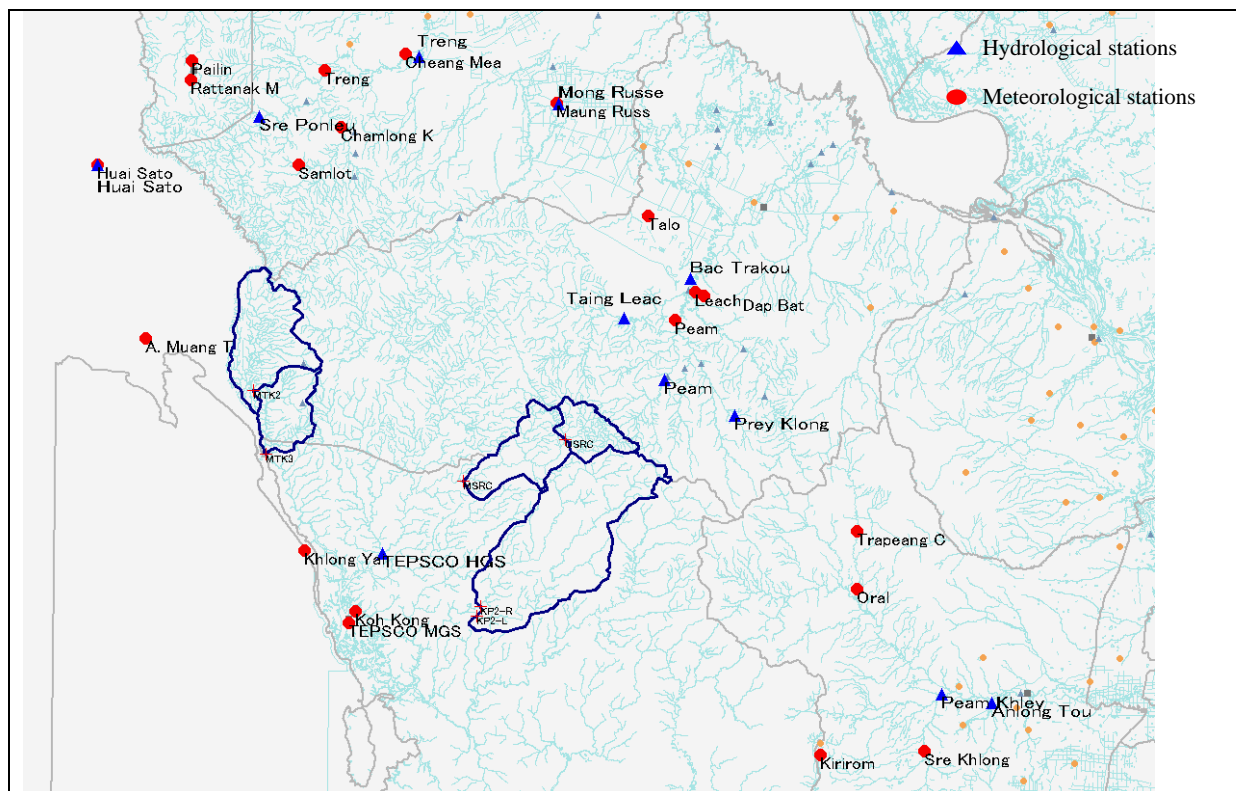 Treng
Hydrological stations
Cheang Mea
Pailin
Treng
Rattanak M
Meteorological stations
Mong Russe
Maung Russ
Sre Ponleu
Chamlong K
Huai Sato
Huai Sato
Samlot
Talo
Bac Trakou
Taing Leac
Leach
Dap Bat
Peam
A. Muang T
Peam
MTK2
Prey Klong
USRC
MTK3
MSRC
Trapeang C
Khlong Yai
TEPSCO HGS
Oral
KP2-R
KP2-L
Koh Kong
TEPSCO MGS
Peam Khley
Anlong Tou
Kirirom
Sre Khlong